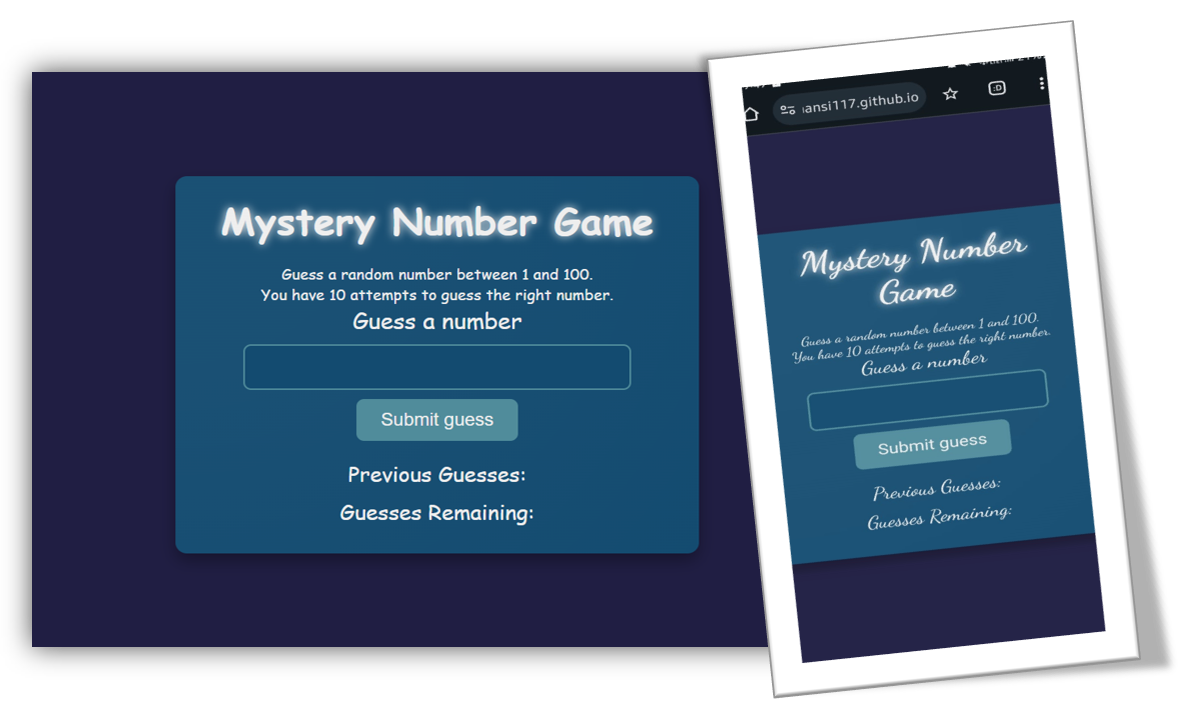 Mystery Number Game
Guess a random number between 1 and 100.
You have 10 attempts to guess the right number.
Guess a number
Submit guess
Previous Guesses:
Guesses Remaining:
ansi117.github.io
:D
Mystery Number
Game
Guess a random number between 1 and 100.
You have 10 attempts to guess the right number.
Guess a number
Submit guess
Previous Guesses:
Guesses Remaining: